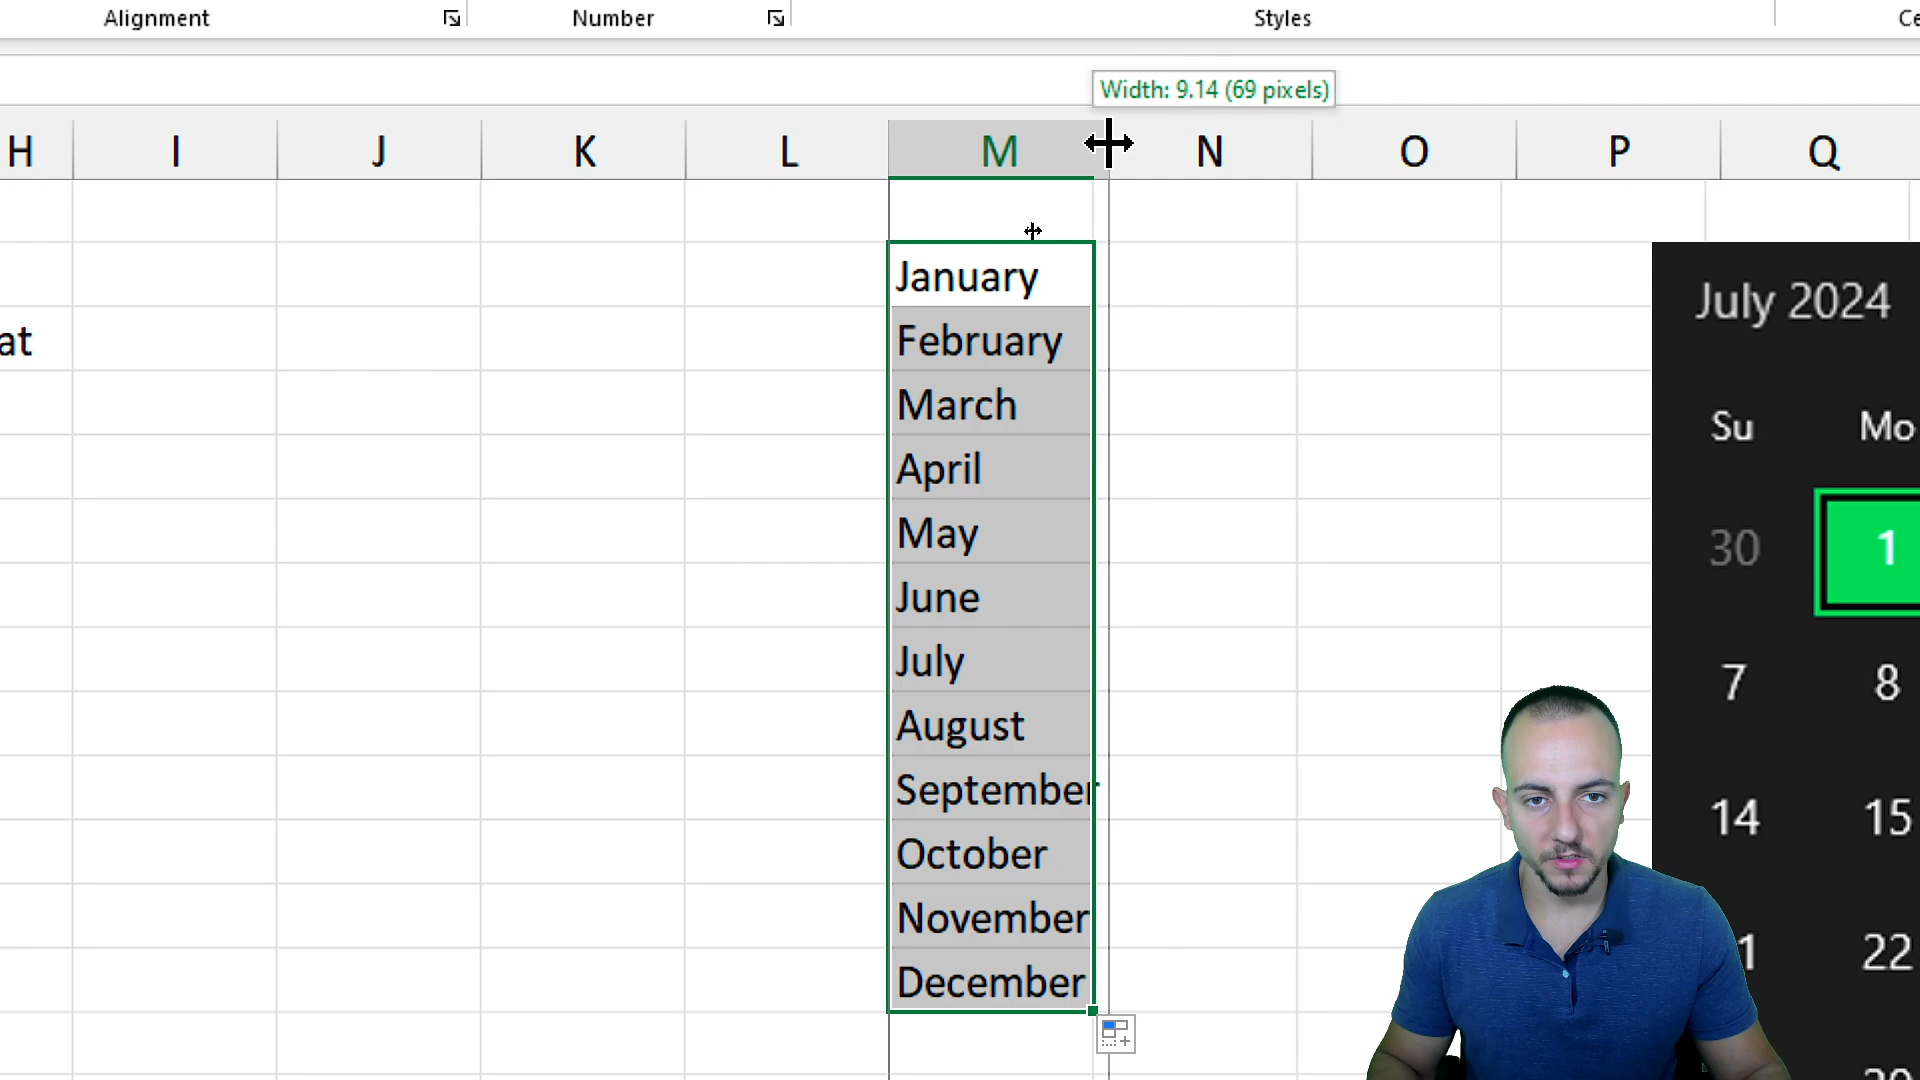 Alignment Number Styles Ce
Width: 9.14 (69 pixels)
H I J K L M N O P Q
January
at February
March
April
May
June
July
August
September
October
November
December
July 2024
Su Mo
30 1
7 8
14 15
1 22